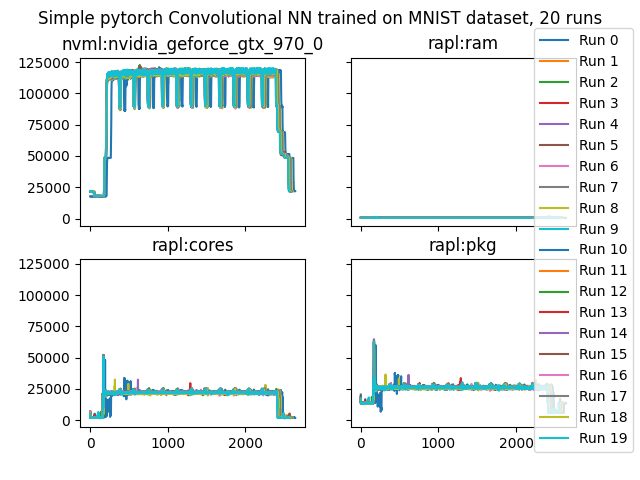 Simple pytorch Convolutional NN trained on MNIST dataset, 20 runs
nvml:nvidia_geforce_gtx_970_0
125000
100000
75000
50000
25000
0
rapl:ram
rapl:cores
125000
100000
75000
50000
25000
0
0
1000
2000
rapl:pkg
0
1000
2000
Run 0
Run 1
Run 2
Run 3
Run 4
Run 5
Run 6
Run 7
Run 8
Run 9
Run 10
Run 11
Run 12
Run 13
Run 14
Run 15
Run 16
Run 17
Run 18
Run 19